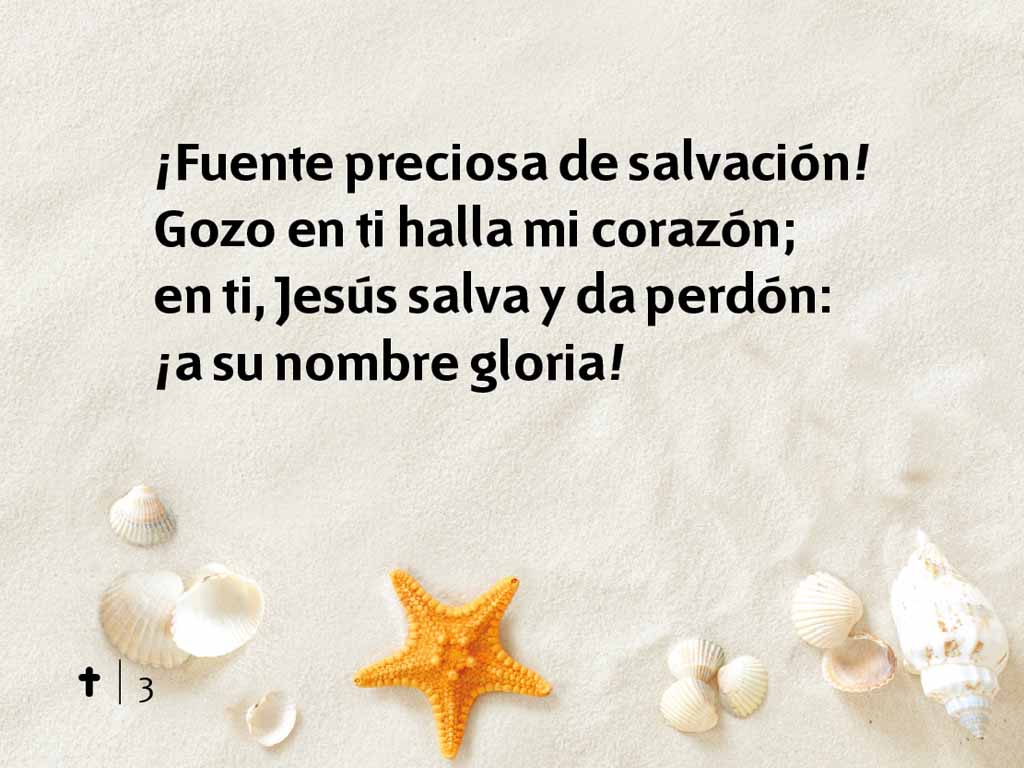 ¡Fuente preciosa de salvación!
Gozo en ti halla mi corazón;
en ti, Jesús salva y da perdón:
¡a su nombre gloria!
3